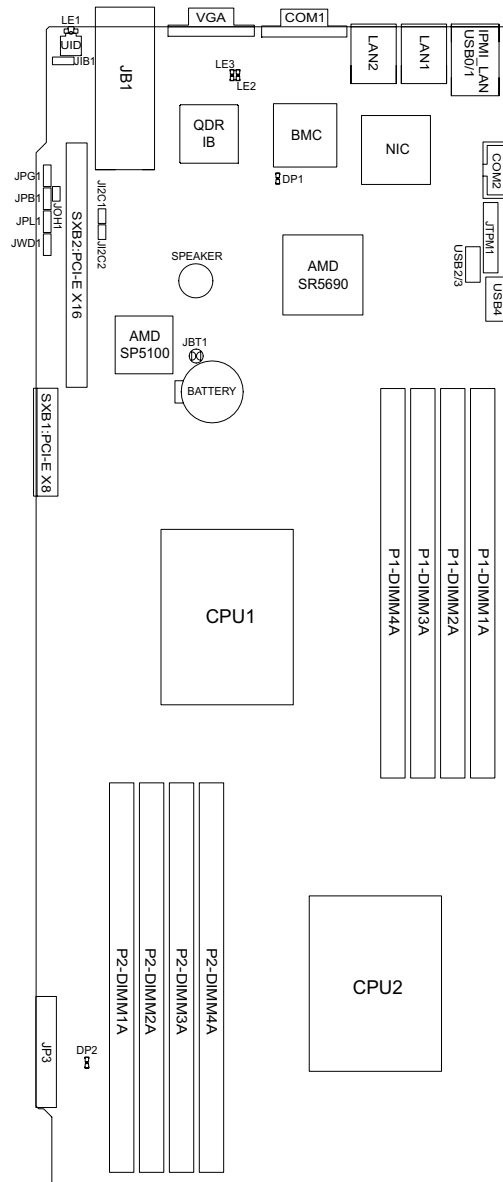 LE1
UID
JIB1
JB1
VGA
COM1
LAN2
LAN1
IPMI_LAN
USB0/1
LE3
LE2
QDR
IB
BMC
NIC
DP1
COM2
JTPM1
USB2/3
USB4
JPG1
JPB1
JPL1
JWD1
JOH1
SXB2:PCI-E X16
JI2C1
JI2C2
SPEAKER
AMD
SR5690
AMD
SP5100
JBT1
BATTERY
SXB1:PCI-E X8
CPU1
P1-DIMM4A
P1-DIMM3A
P1-DIMM2A
P1-DIMM1A
P2-DIMM1A
P2-DIMM2A
P2-DIMM3A
P2-DIMM4A
CPU2
JP3
DP2